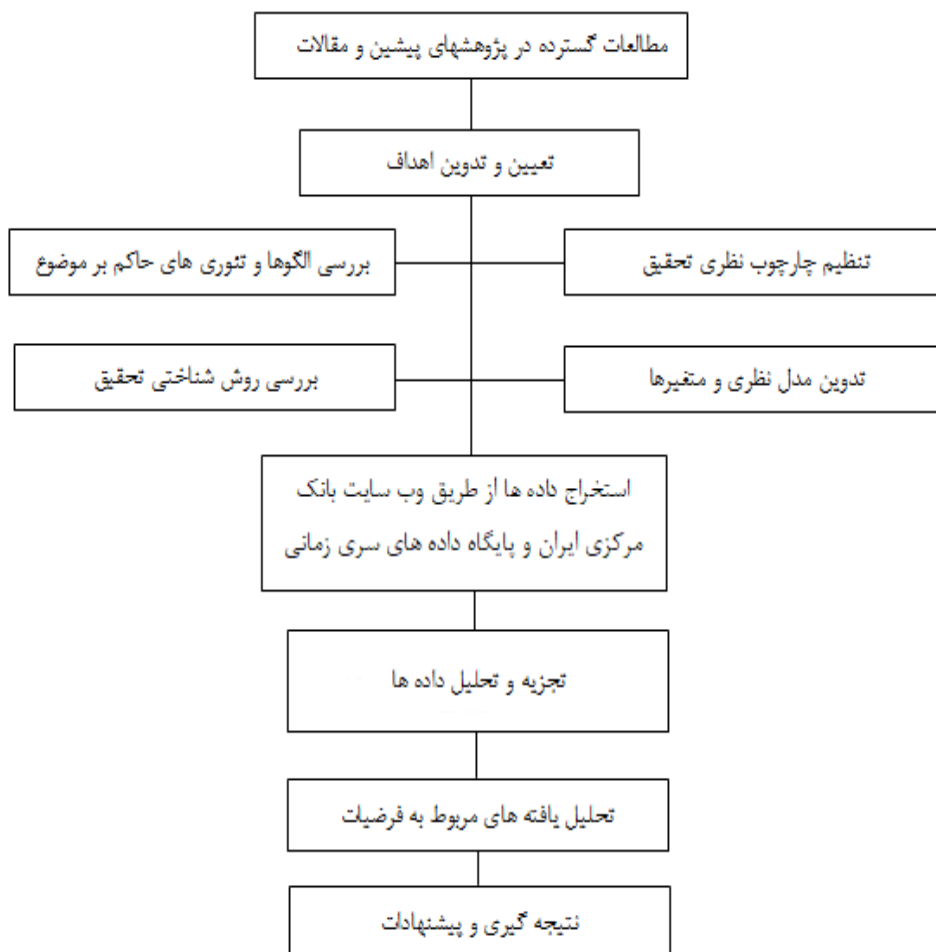 مطالعات گسترده در پژوهشهای پیشین و مقالات
تعیین و تدوین اهداف
تنظیم چارچوب نظری تحقیق
بررسی الگوها و تئوری های حاکم بر موضوع
تدوین مدل نظری و متغیرها
بررسی روش شناختی تحقیق
استخراج داده ها از طریق وب سایت بانک
مرکزی ایران و پایگاه داده های سری زمانی
تجزیه و تحلیل داده ها
تحلیل یافته های مربوط به فرضیات
نتیجه گیری و پیشنهادات